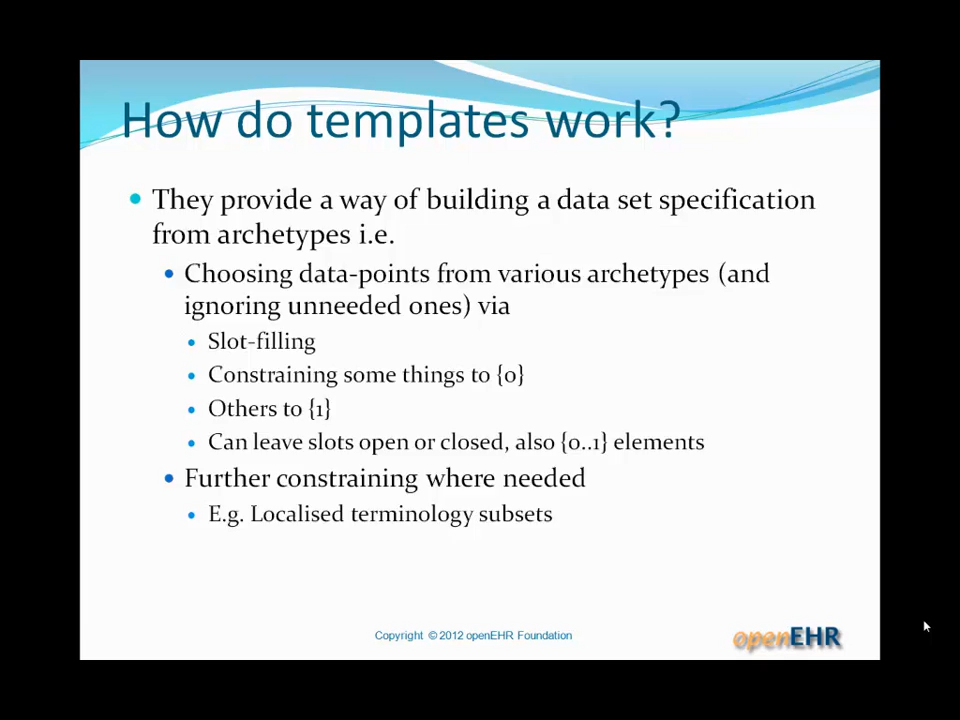 How do templates work?
They provide a way of building a data set specification
from archetypes i.e.
Choosing data-points from various archetypes (and
ignoring unneeded ones) via
Slot-filling
Constraining some things to {0}
Others to {1}
Can leave slots open or closed, also {0..1} elements
Further constraining where needed
E.g. Localised terminology subsets
Copyright © 2012 openEHR Foundation
openEHR